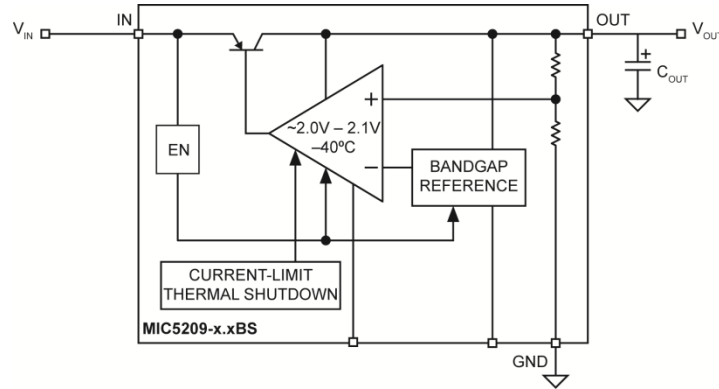 IN
OUT
V_IN
V_OUT
+
C_OUT
+
~2.0V – 2.1V
–40ºC
EN
–
BANDGAP
REFERENCE
CURRENT-LIMIT
THERMAL SHUTDOWN
MIC5209-x.xBS
GND